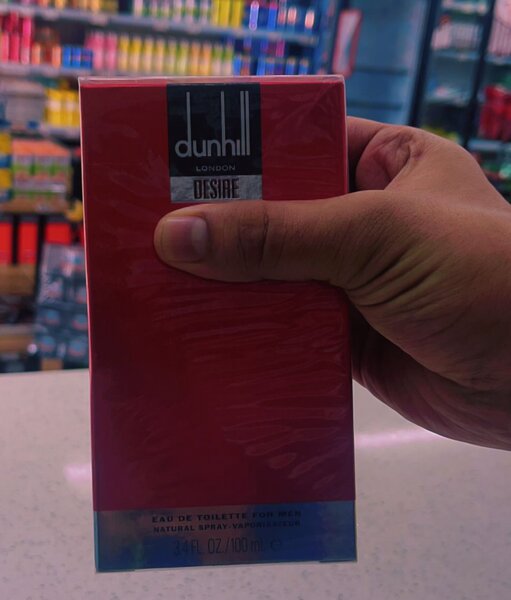 dunhill
LONDON
DESIRE
EAU DE TOILETTE FOR MEN
NATURAL SPRAY-VAPORISATEUR
3.4 FL. OZ./100 mL ℮